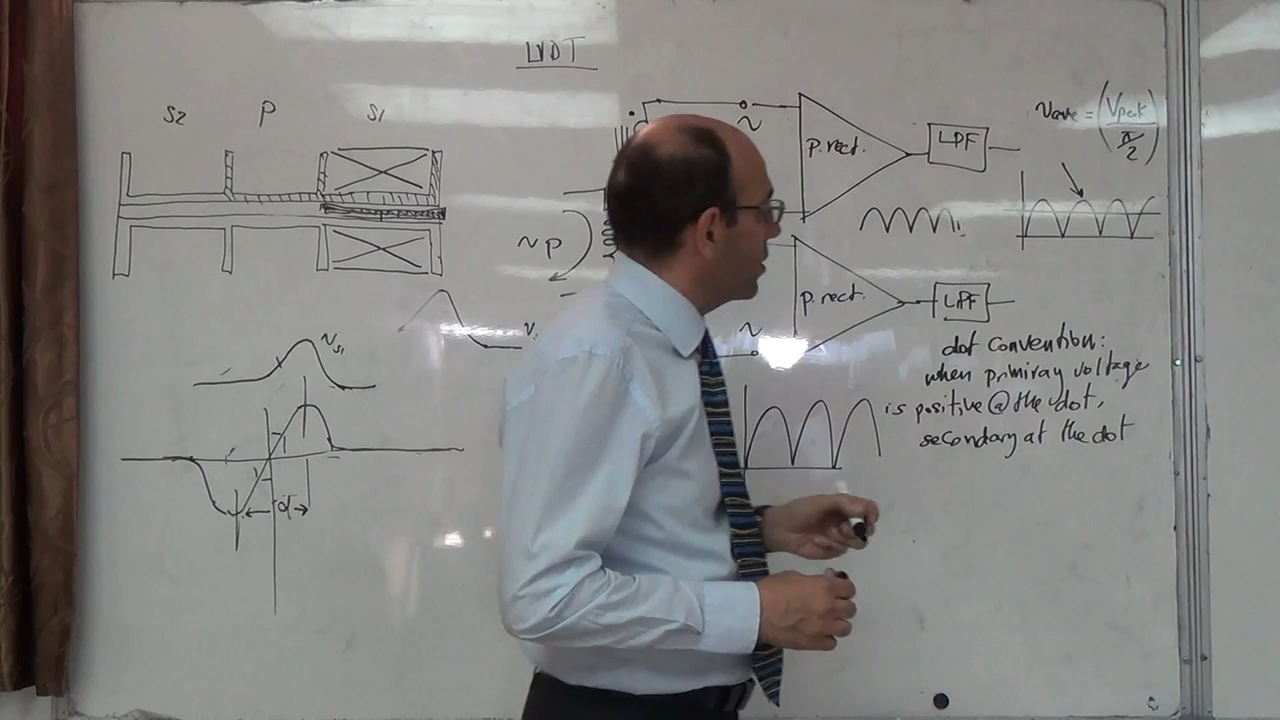 LVDT
S2 P S1
p.rect. LPF
Vave = (Vpeak / π/2)
~
~P
p.rect. LPF
~
Vs1
V
d
dot convention:
when primiray voltage
is positive @ the dot,
secondary at the dot